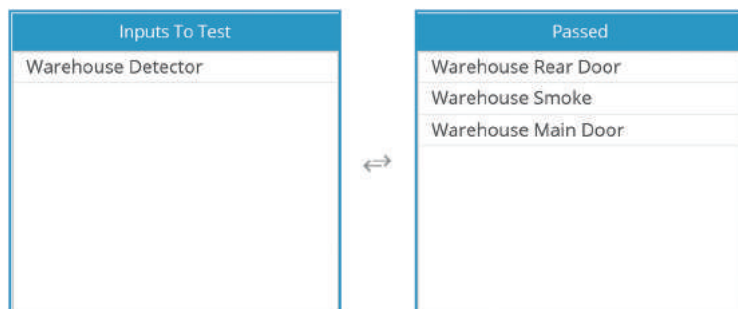 Inputs To Test
Warehouse Detector
Passed
Warehouse Rear Door
Warehouse Smoke
Warehouse Main Door